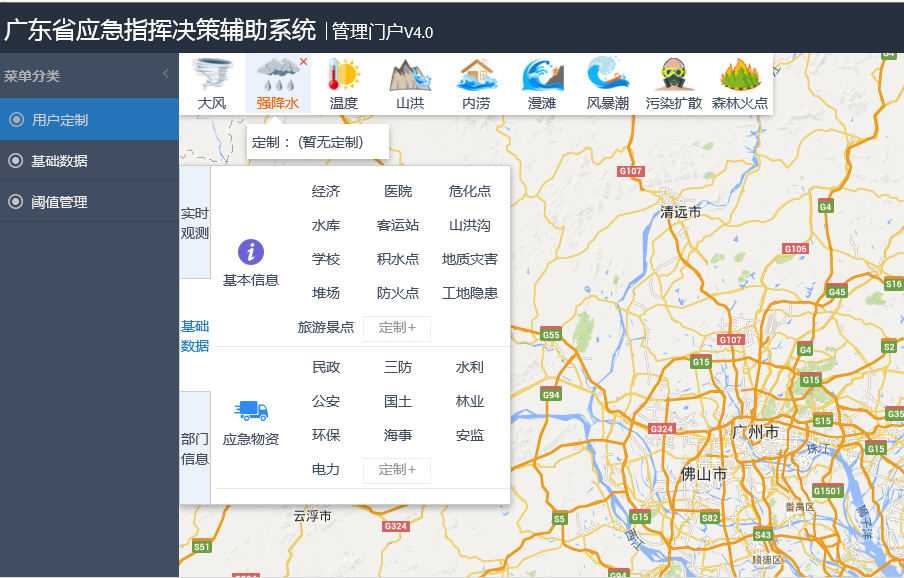 广东省应急指挥决策辅助系统 |管理门户V4.0
菜单分类
用户定制
基础数据
阈值管理
大风 强降水 温度 山洪 内涝 漫滩 风暴潮 污染扩散 森林火点
定制： (暂无定制)
实时
观测
基础
数据
部门
信息
基本信息
经济 医院 危化点
水库 客运站 山洪沟
学校 积水点 地质灾害
堆场 防火点 工地隐患
旅游景点 定制+
应急物资
民政 三防 水利
公安 国土 林业
环保 海事 安监
电力 定制+
G4
G107
清远市
G4
G106
S16
G45
G55
G107
S2
G4
G15
G15
G94
S15
G35
G324
广州市
珠江
G15
佛山市
G1501
番禺区
狮子洋
云浮市
G324
S5
G15
S82
西江
S43
S51
顺德区
G94